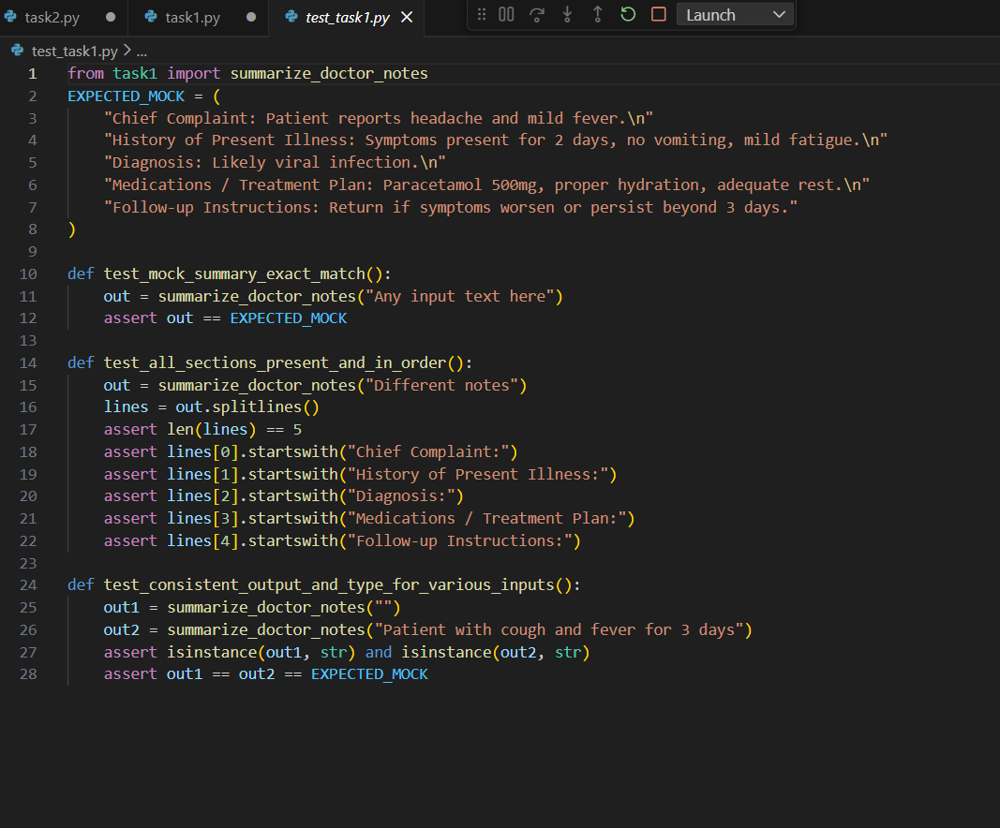 task2.py
task1.py
test_task1.py
Launch
test_task1.py > ...
1 from task1 import summarize_doctor_notes
2 EXPECTED_MOCK = (
3     "Chief Complaint: Patient reports headache and mild fever.\n"
4     "History of Present Illness: Symptoms present for 2 days, no vomiting, mild fatigue.\n"
5     "Diagnosis: Likely viral infection.\n"
6     "Medications / Treatment Plan: Paracetamol 500mg, proper hydration, adequate rest.\n"
7     "Follow-up Instructions: Return if symptoms worsen or persist beyond 3 days."
8 )
9
10 def test_mock_summary_exact_match():
11     out = summarize_doctor_notes("Any input text here")
12     assert out == EXPECTED_MOCK
13
14 def test_all_sections_present_and_in_order():
15     out = summarize_doctor_notes("Different notes")
16     lines = out.splitlines()
17     assert len(lines) == 5
18     assert lines[0].startswith("Chief Complaint:")
19     assert lines[1].startswith("History of Present Illness:")
20     assert lines[2].startswith("Diagnosis:")
21     assert lines[3].startswith("Medications / Treatment Plan:")
22     assert lines[4].startswith("Follow-up Instructions:")
23
24 def test_consistent_output_and_type_for_various_inputs():
25     out1 = summarize_doctor_notes("")
26     out2 = summarize_doctor_notes("Patient with cough and fever for 3 days")
27     assert isinstance(out1, str) and isinstance(out2, str)
28     assert out1 == out2 == EXPECTED_MOCK